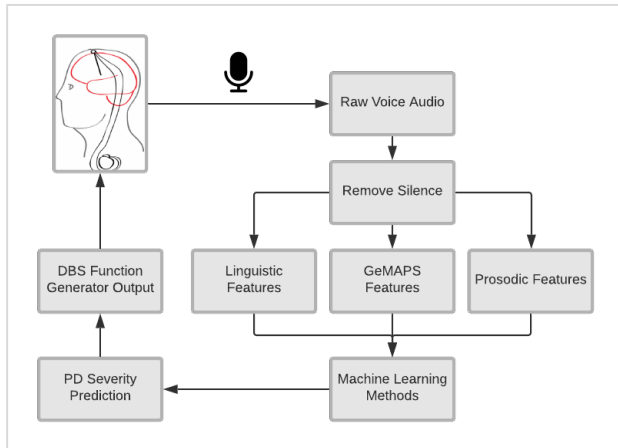 Raw Voice Audio
Remove Silence
Linguistic
Features
GeMAPS
Features
Prosodic Features
DBS Function
Generator Output
PD Severity
Prediction
Machine Learning
Methods